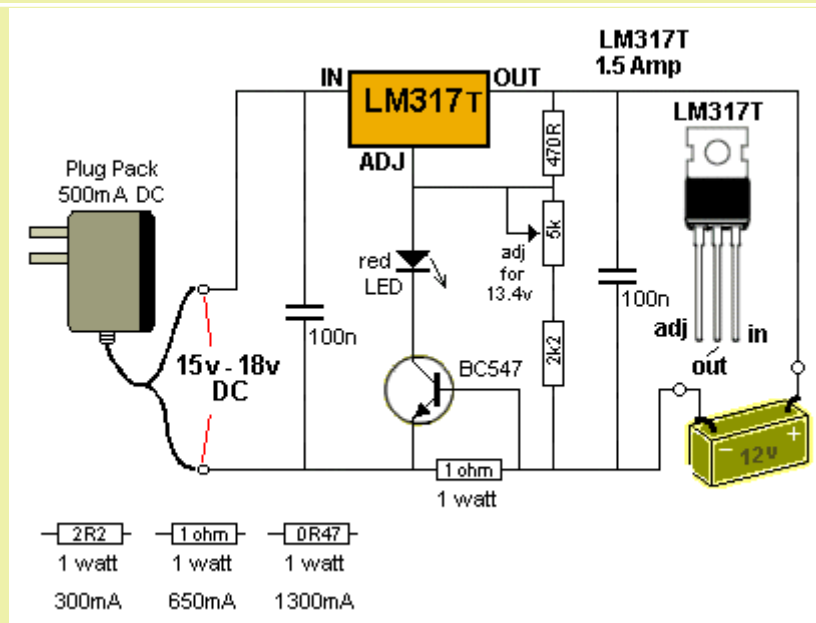 LM317T
1.5 Amp
IN
LM317T
OUT
LM317T
ADJ
470R
Plug Pack
500mA DC
red
LED
adj
for
13.4v
5k
100n
100n
adj
in
out
15v - 18v
DC
BC547
2k2
1 ohm
1 watt
– 12v +
2R2
1 ohm
0R47
1 watt
1 watt
1 watt
300mA
650mA
1300mA